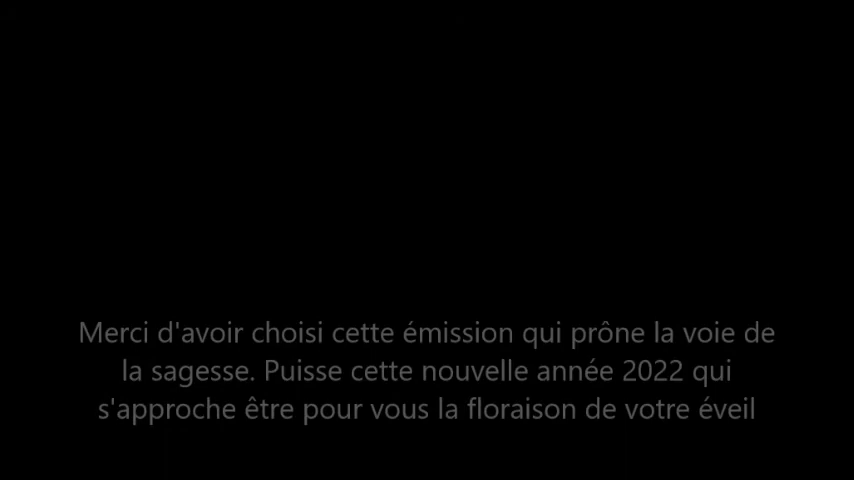 Merci d'avoir choisi cette émission qui prône la voie de
la sagesse. Puisse cette nouvelle année 2022 qui
s'approche être pour vous la floraison de votre éveil